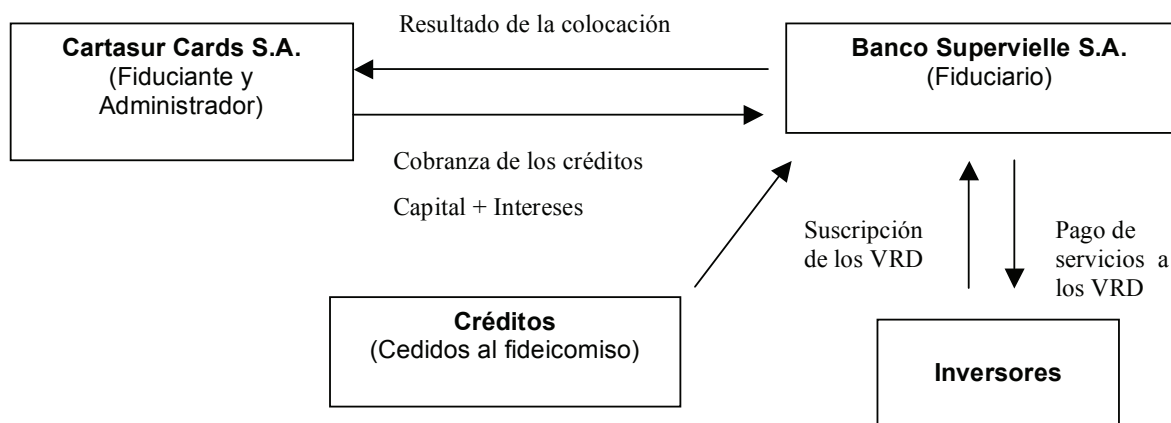 Cartasur Cards S.A.
(Fiduciante y
Administrador)
Resultado de la colocación
Banco Supervielle S.A.
(Fiduciario)
Cobranza de los créditos
Capital + Intereses
Suscripción
de los VRD
Pago de
servicios a
los VRD
Créditos
(Cedidos al fideicomiso)
Inversores